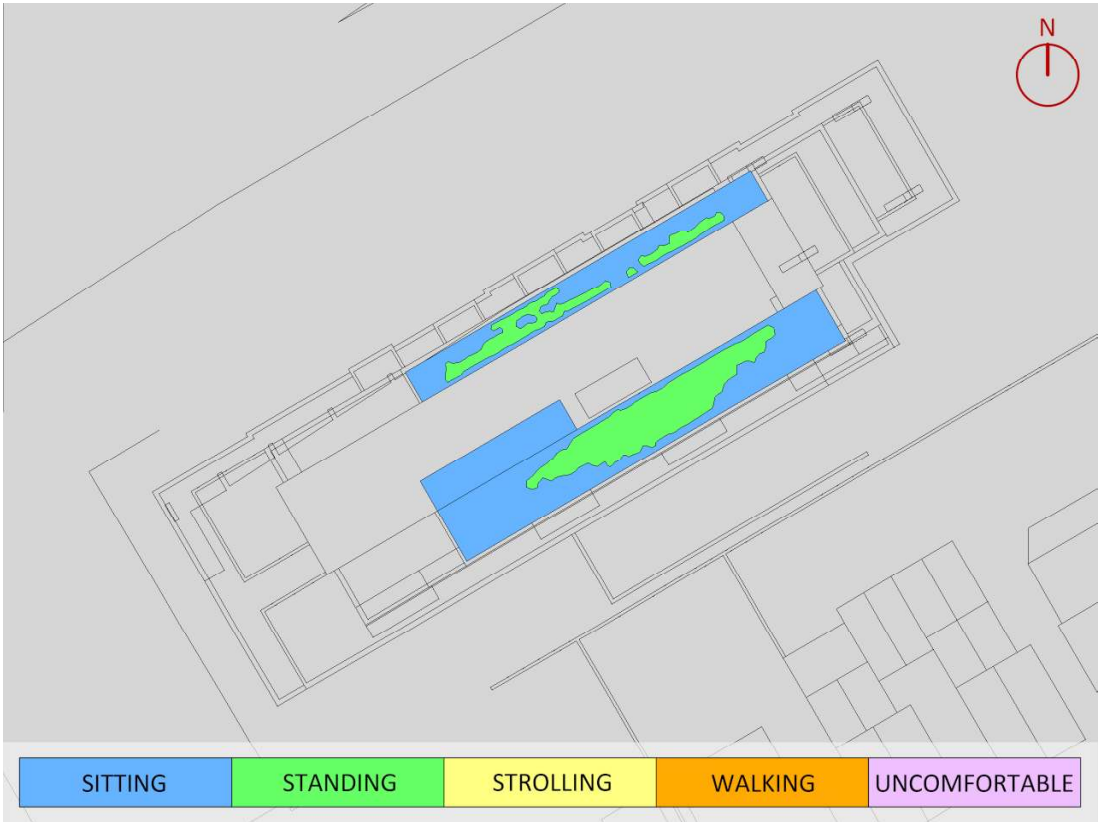 N
SITTING
STANDING
STROLLING
WALKING
UNCOMFORTABLE